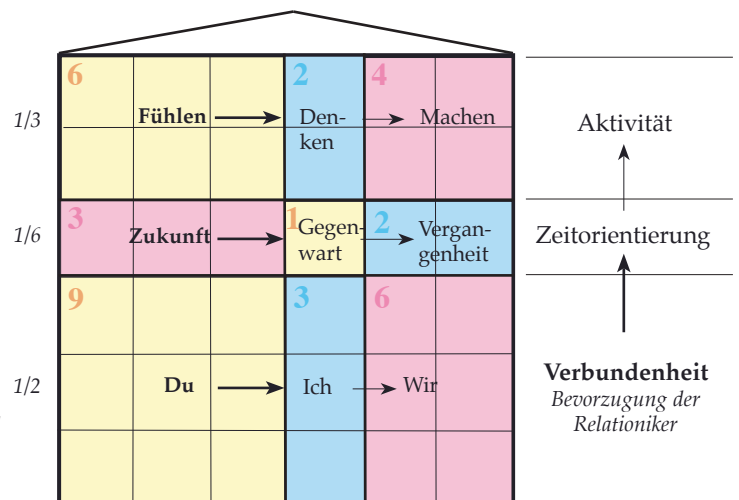 6 2 4
1/3 Fühlen Den-
ken Machen Aktivität
3 1 2
1/6 Zukunft Gegen-
wart Vergan-
genheit Zeitorientierung
9 3 6
1/2 Du Ich Wir Verbundenheit
Bevorzugung der
Relationiker